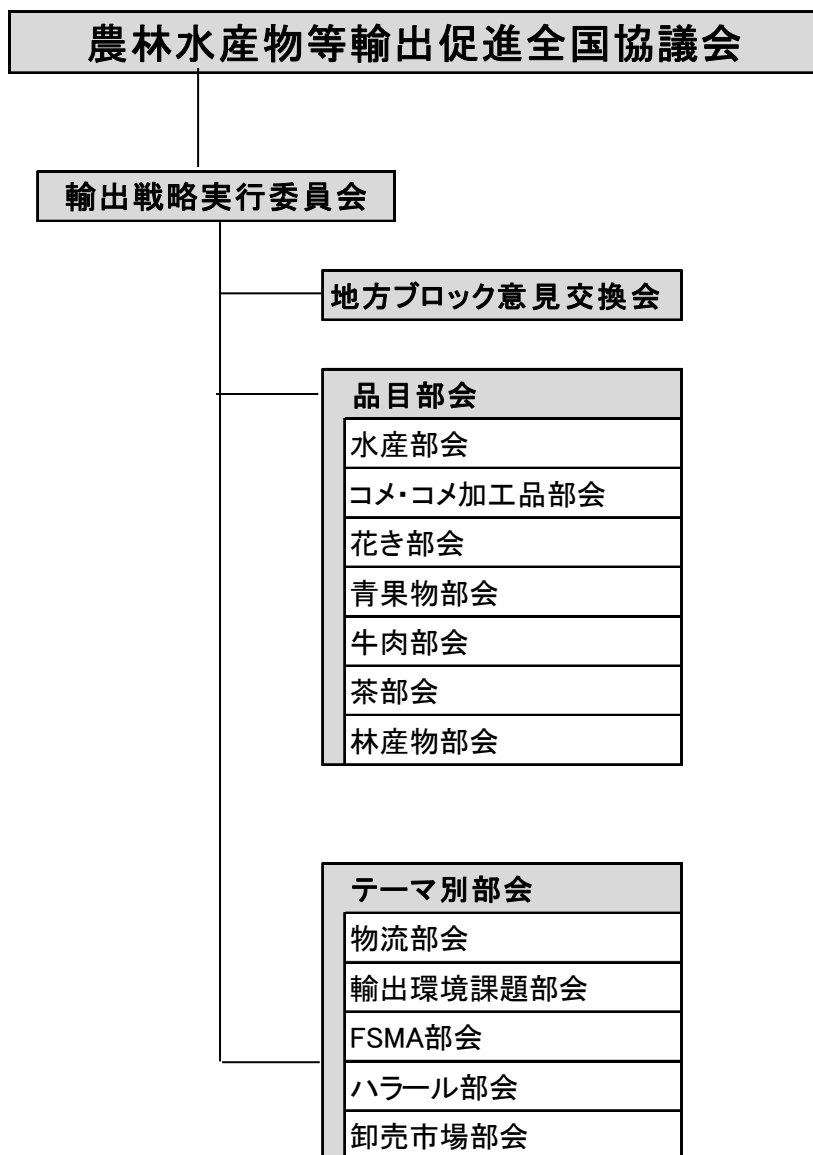 農林水産物等輸出促進全国協議会
輸出戦略実行委員会
地方ブロック意見交換会
品目部会
水産部会
コメ・コメ加工品部会
花き部会
青果物部会
牛肉部会
茶部会
林産物部会
テーマ別部会
物流部会
輸出環境課題部会
FSMA部会
ハラール部会
卸売市場部会